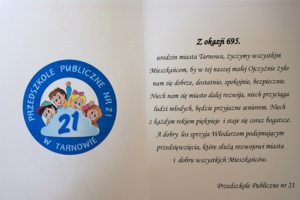 PRZEDSZKOLE PUBLICZNE NR 21
21
W TARNOWIE
Z okazji 695.
urodzin miasta Tarnowa, życzymy wszystkim
Mieszkańcom, by w tej naszej małej Ojczyźnie żyło
nam się dobrze, dostatnio, spokojnie, bezpiecznie.
Niech nam się miasto dalej rozwija, niech przyciąga
ludzi młodych, będzie przyjazne seniorom. Niech
z każdym rokiem pięknieje i staje się coraz bogatsze.
A dobry los sprzyja Włodarzom podejmującym
przedsięwzięcia, które służą rozwojowi miasta
i dobru wszystkich Mieszkańców.
Przedszkole Publiczne nr 21